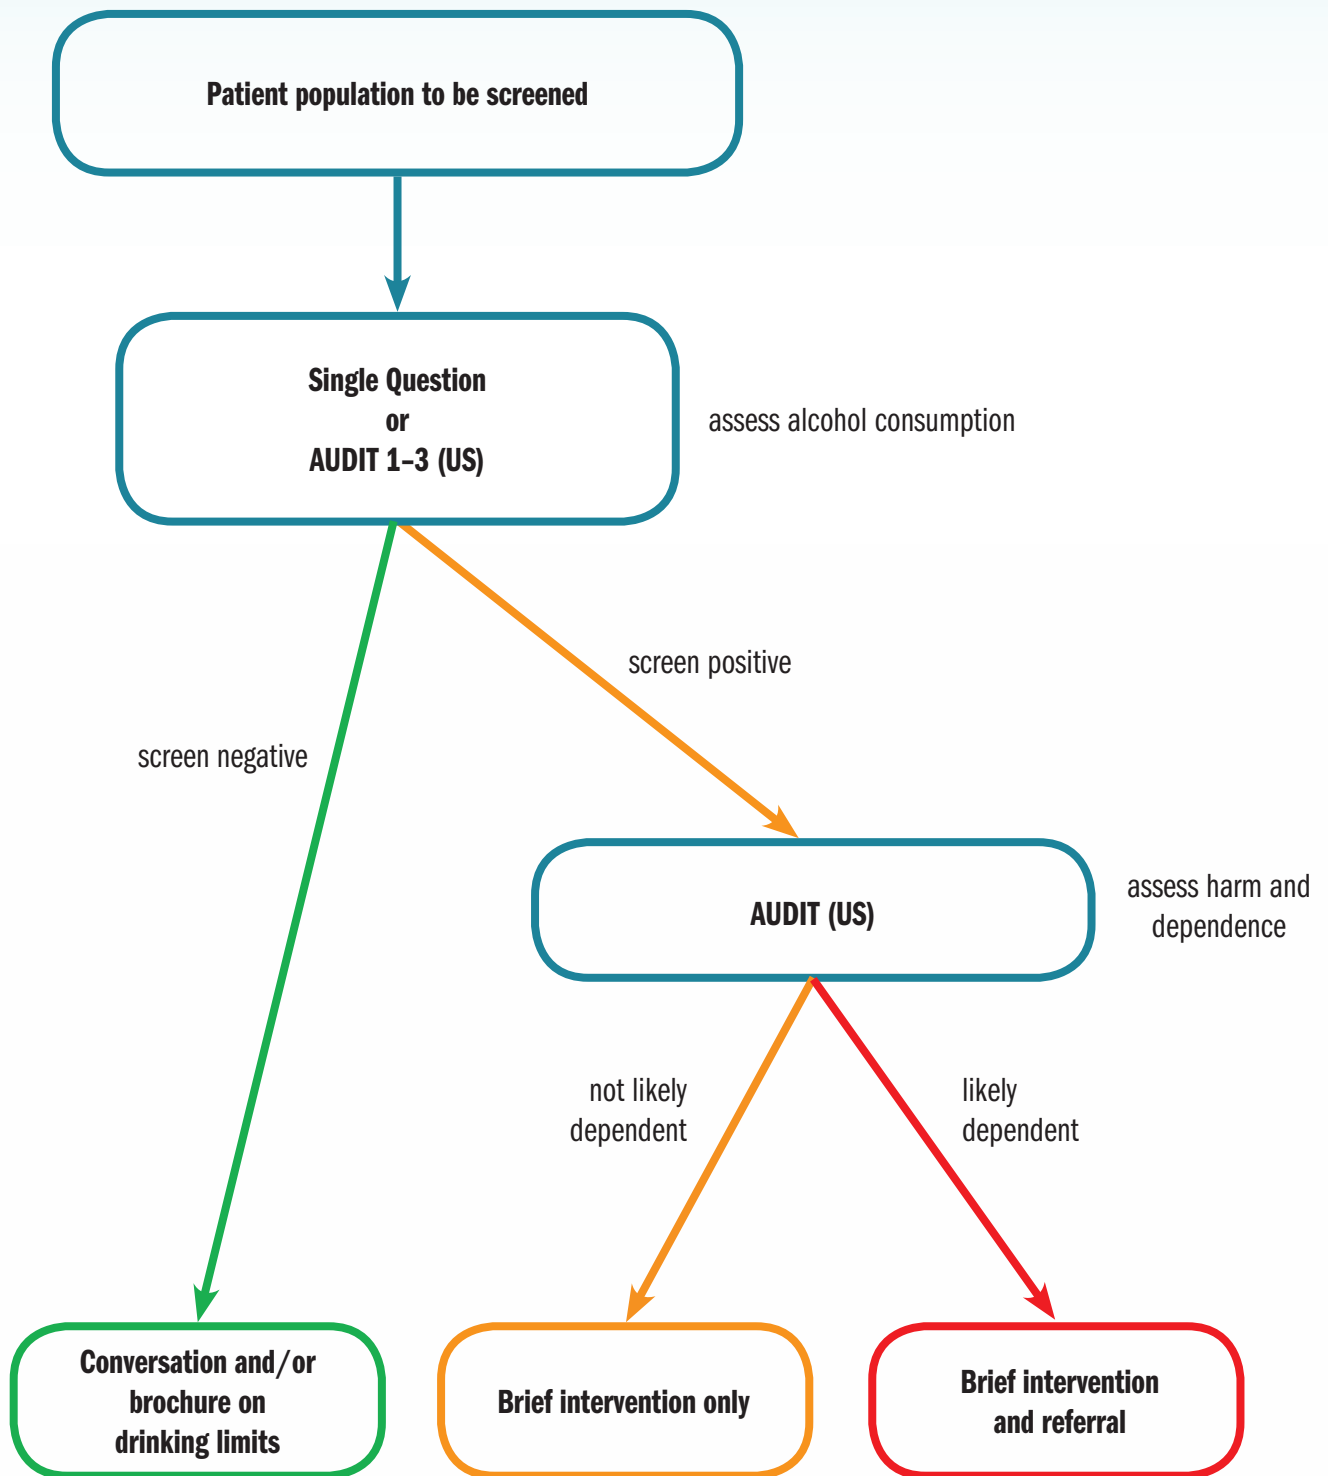 Patient population to be screened
Single Question
or
AUDIT 1–3 (US)
assess alcohol consumption
screen positive
screen negative
AUDIT (US)
assess harm and
dependence
not likely
dependent
likely
dependent
Conversation and/or
brochure on
drinking limits
Brief intervention only
Brief intervention
and referral